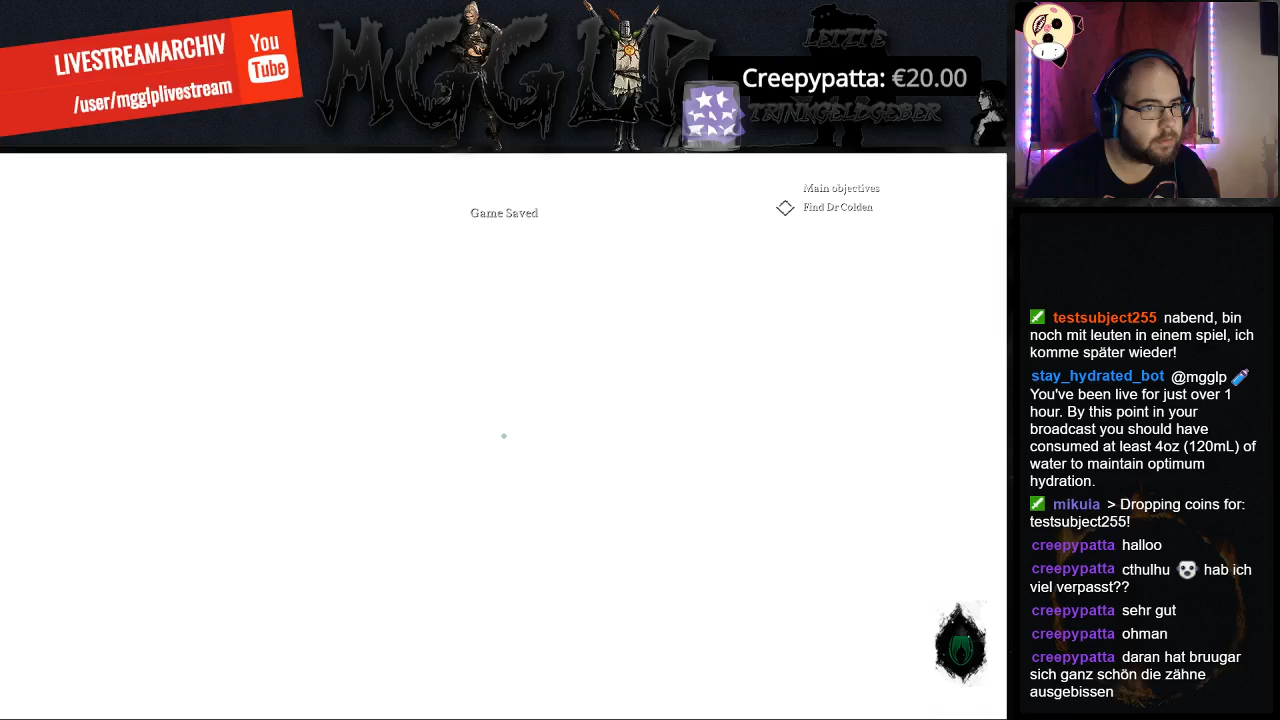 LIVESTREAMARCHIV
/user/mgglplivestream
You
Tube
MGGLP
LETZTE
TRINKGELDGEBER
Creepypatta: €20.00
Game Saved
Main objectives
Find Dr Colden
testsubject255 nabend, bin
noch mit leuten in einem spiel, ich
komme später wieder!
stay_hydrated_bot @mgglp
You've been live for just over 1
hour. By this point in your
broadcast you should have
consumed at least 4oz (120mL) of
water to maintain optimum
hydration.
mikuia > Dropping coins for:
testsubject255!
creepypatta halloo
creepypatta cthulhu hab ich
viel verpasst??
creepypatta sehr gut
creepypatta ohman
creepypatta daran hat bruugar
sich ganz schön die zähne
ausgebissen